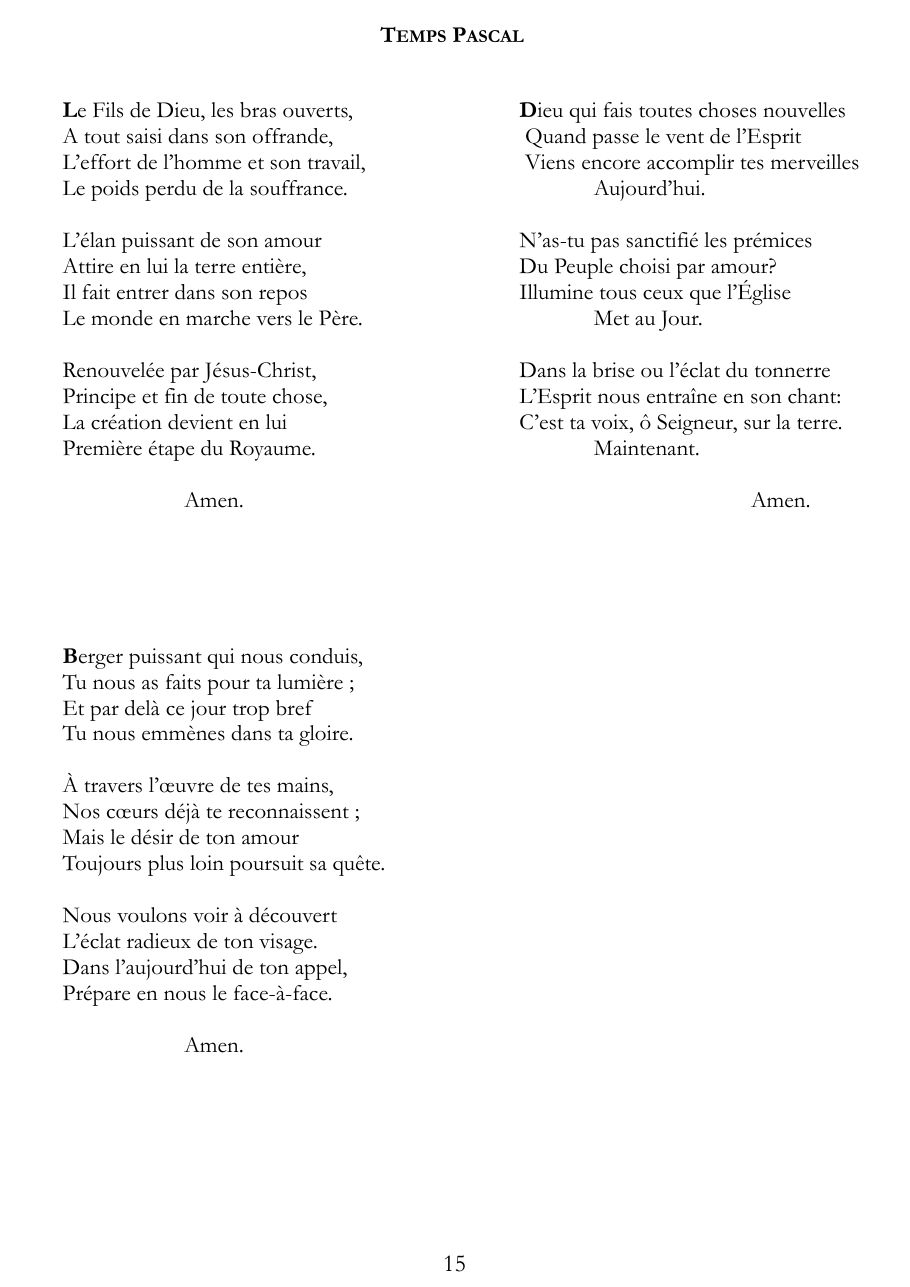 TEMPS PASCAL
Le Fils de Dieu, les bras ouverts,
A tout saisi dans son offrande,
L’effort de l’homme et son travail,
Le poids perdu de la souffrance.
L’élan puissant de son amour
Attire en lui la terre entière,
Il fait entrer dans son repos
Le monde en marche vers le Père.
Renouvelée par Jésus-Christ,
Principe et fin de toute chose,
La création devient en lui
Première étape du Royaume.
Amen.
Dieu qui fais toutes choses nouvelles
Quand passe le vent de l’Esprit
Viens encore accomplir tes merveilles
Aujourd’hui.
N’as-tu pas sanctifié les prémices
Du Peuple choisi par amour?
Illumine tous ceux que l’Église
Met au Jour.
Dans la brise ou l’éclat du tonnerre
L’Esprit nous entraîne en son chant:
C’est ta voix, ô Seigneur, sur la terre.
Maintenant.
Amen.
Berger puissant qui nous conduis,
Tu nous as faits pour ta lumière ;
Et par delà ce jour trop bref
Tu nous emmènes dans ta gloire.
À travers l’œuvre de tes mains,
Nos cœurs déjà te reconnaissent ;
Mais le désir de ton amour
Toujours plus loin poursuit sa quête.
Nous voulons voir à découvert
L’éclat radieux de ton visage.
Dans l’aujourd’hui de ton appel,
Prépare en nous le face-à-face.
Amen.
15